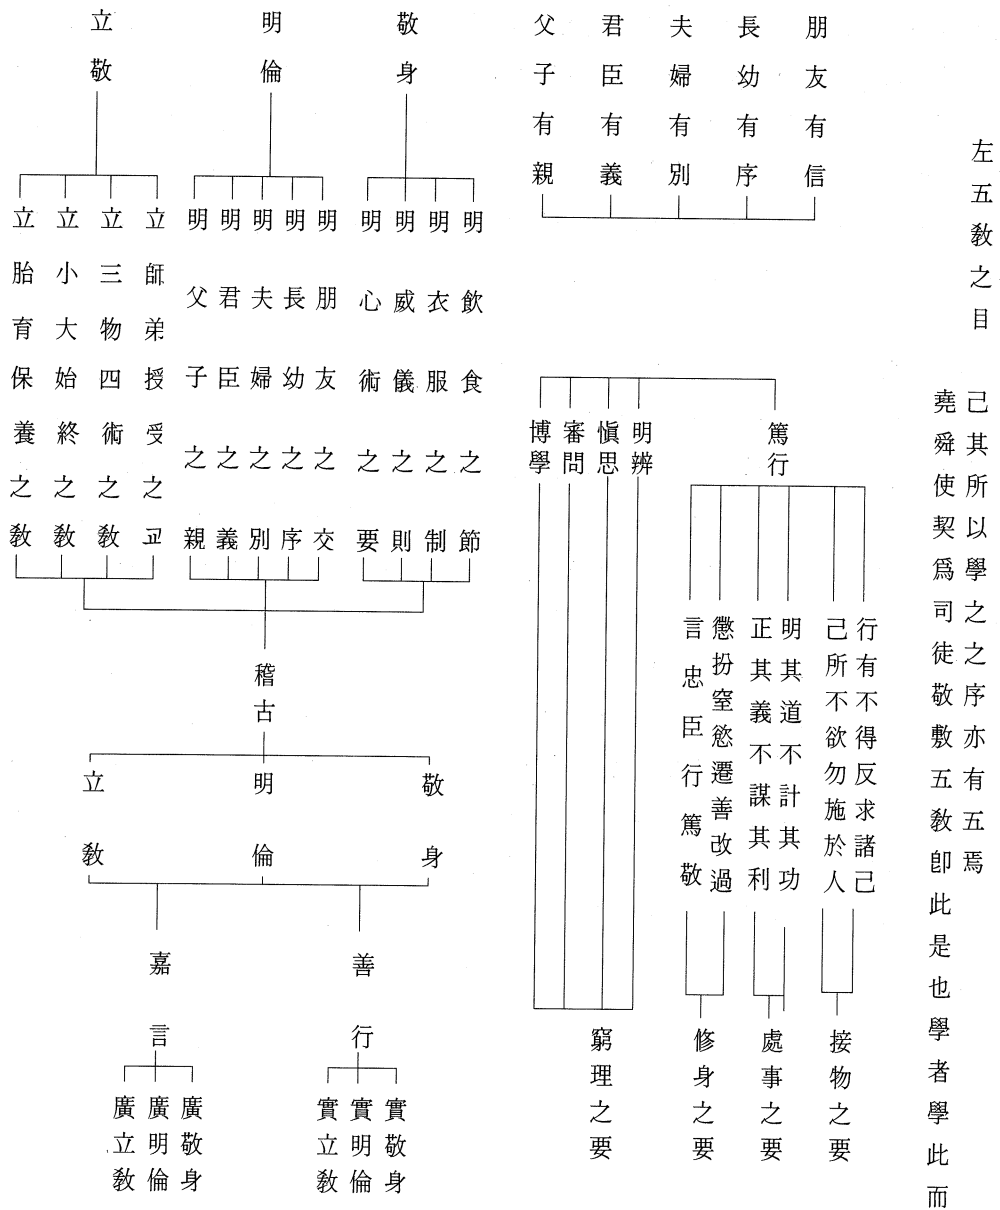 立敬
立胎育保養之敎
立小大始終之敎
立三物四術之敎
立師弟授受之
明倫
明父子之親
明君臣之義
明夫婦之別
明長幼之序
明朋友之交
敬身
明心術之要
明威儀之則
明衣服之制
明飮食之節
稽古
立敎
明倫
敬身
嘉言
廣立敎
廣明倫
廣敬身
善行
實立敎
實明倫
實敬身
父子有親
君臣有義
夫婦有別
長幼有序
朋友有信
左五敎之目
堯舜使契爲司徒敬敷五敎卽此是也學者學此而
己其所以學之之序亦有五焉
博學
審問
愼思
明辨
篤行
窮理之要
言忠臣行篤敬
懲扮窒慾遷善改過
修身之要
正其義不謀其利
明其道不計其功
處事之要
己所不欲勿施於人
行有不得反求諸己
接物之要